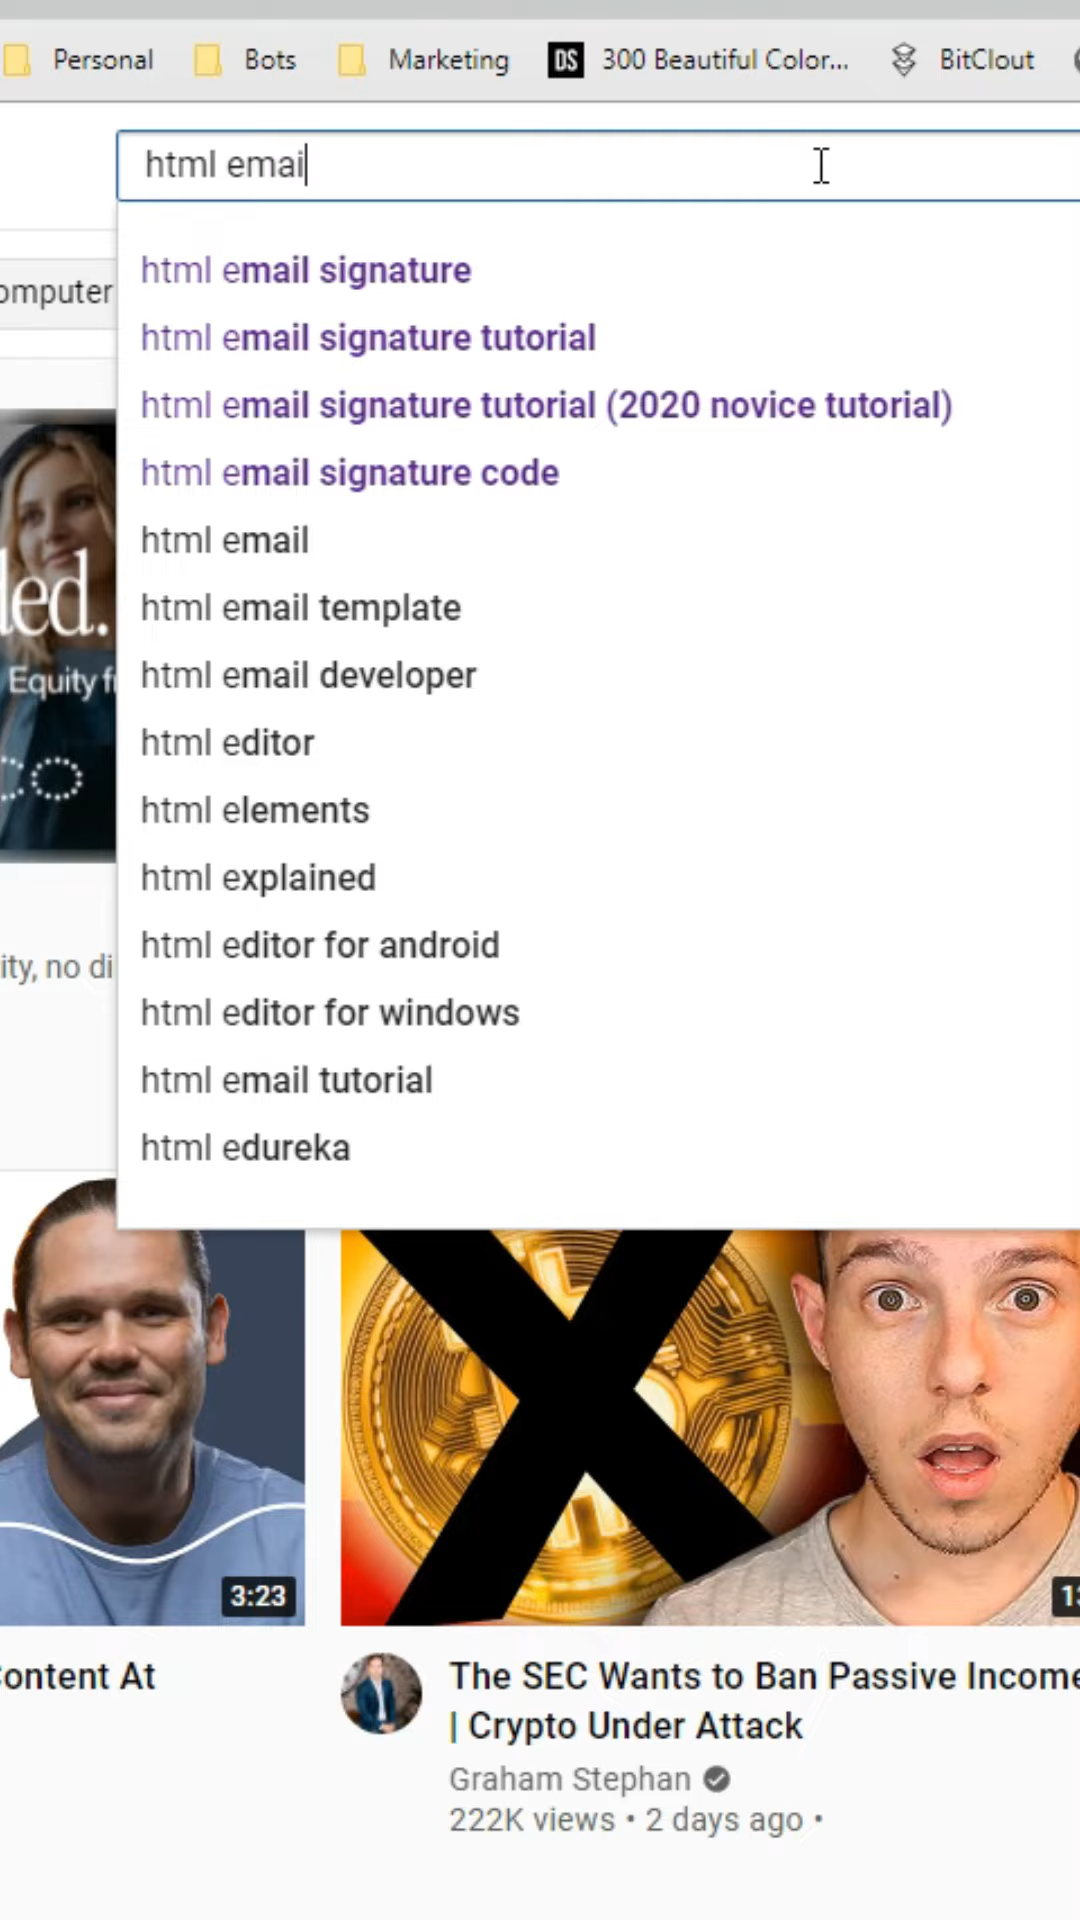 Personal
Bots
Marketing
DS
300 Beautiful Color...
BitClout
html emai
omputer
html email signature
html email signature tutorial
html email signature tutorial (2020 novice tutorial)
html email signature code
html email
html email template
html email developer
html editor
html elements
html explained
html editor for android
html editor for windows
html email tutorial
html edureka
led.
Equity f
ity, no di
3:23
ontent At
The SEC Wants to Ban Passive Income
| Crypto Under Attack
Graham Stephan
222K views • 2 days ago •